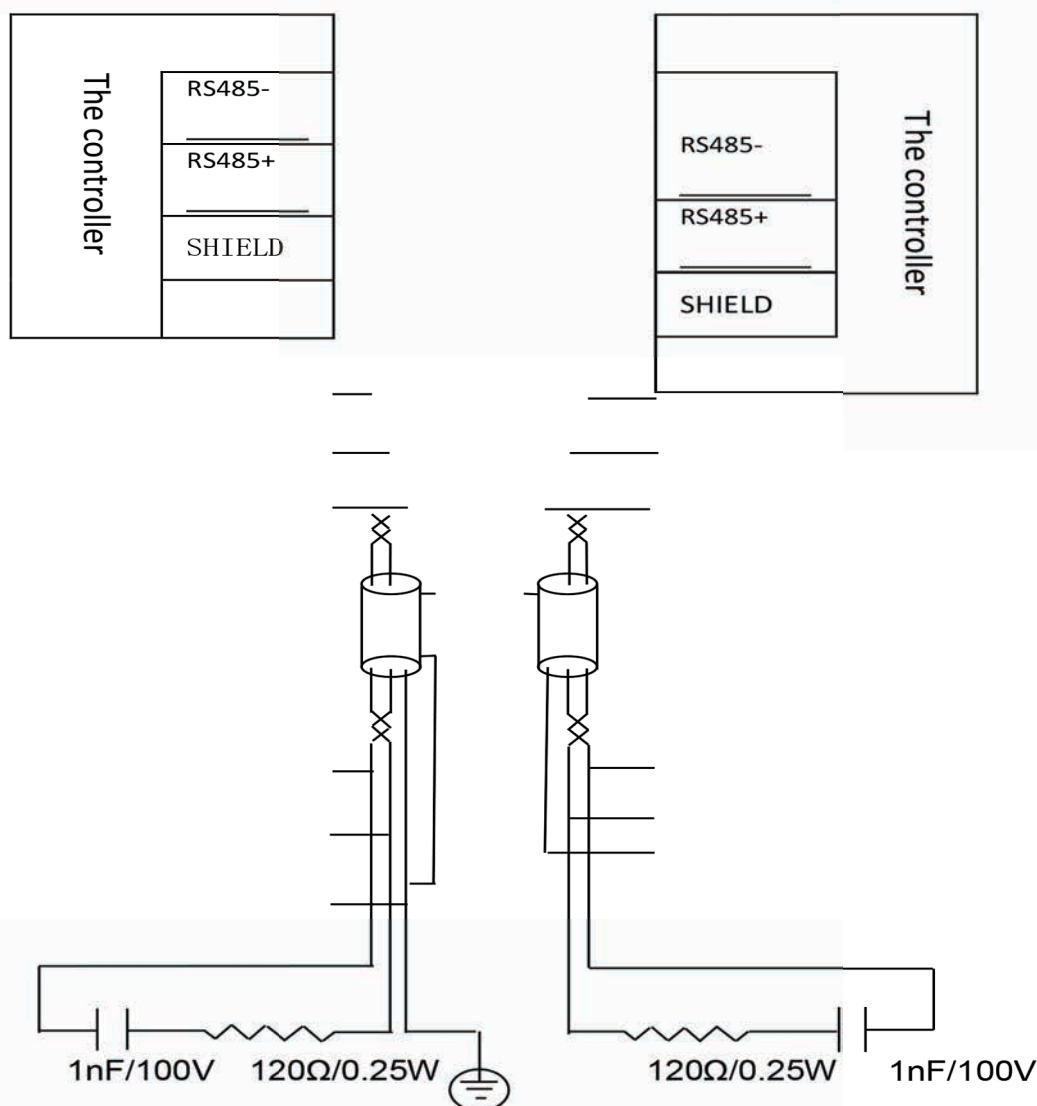 The controller
RS485-
RS485+
SHIELD
The controller
RS485-
RS485+
SHIELD
1nF/100V
120Ω/0.25W
120Ω/0.25W
1nF/100V